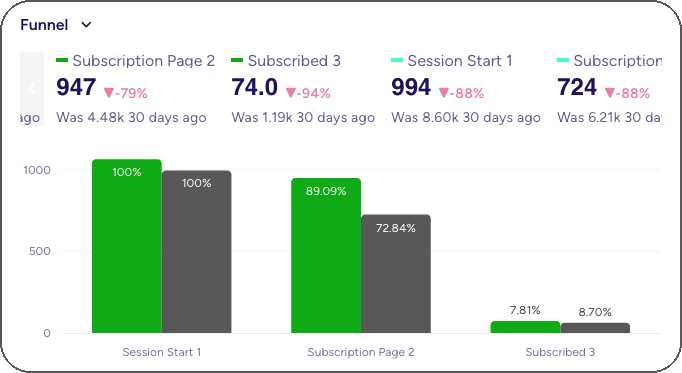 Funnel
Subscription Page 2
Subscribed 3
Session Start 1
Subscription
947 ▼-79%
74.0 ▼-94%
994 ▼-88%
724 ▼-88%
ago
Was 4.48k 30 days ago
Was 1.19k 30 days ago
Was 8.60k 30 days ago
Was 6.21k 30 da
1000
500
0
100%
100%
89.09%
72.84%
7.81%
8.70%
Session Start 1
Subscription Page 2
Subscribed 3